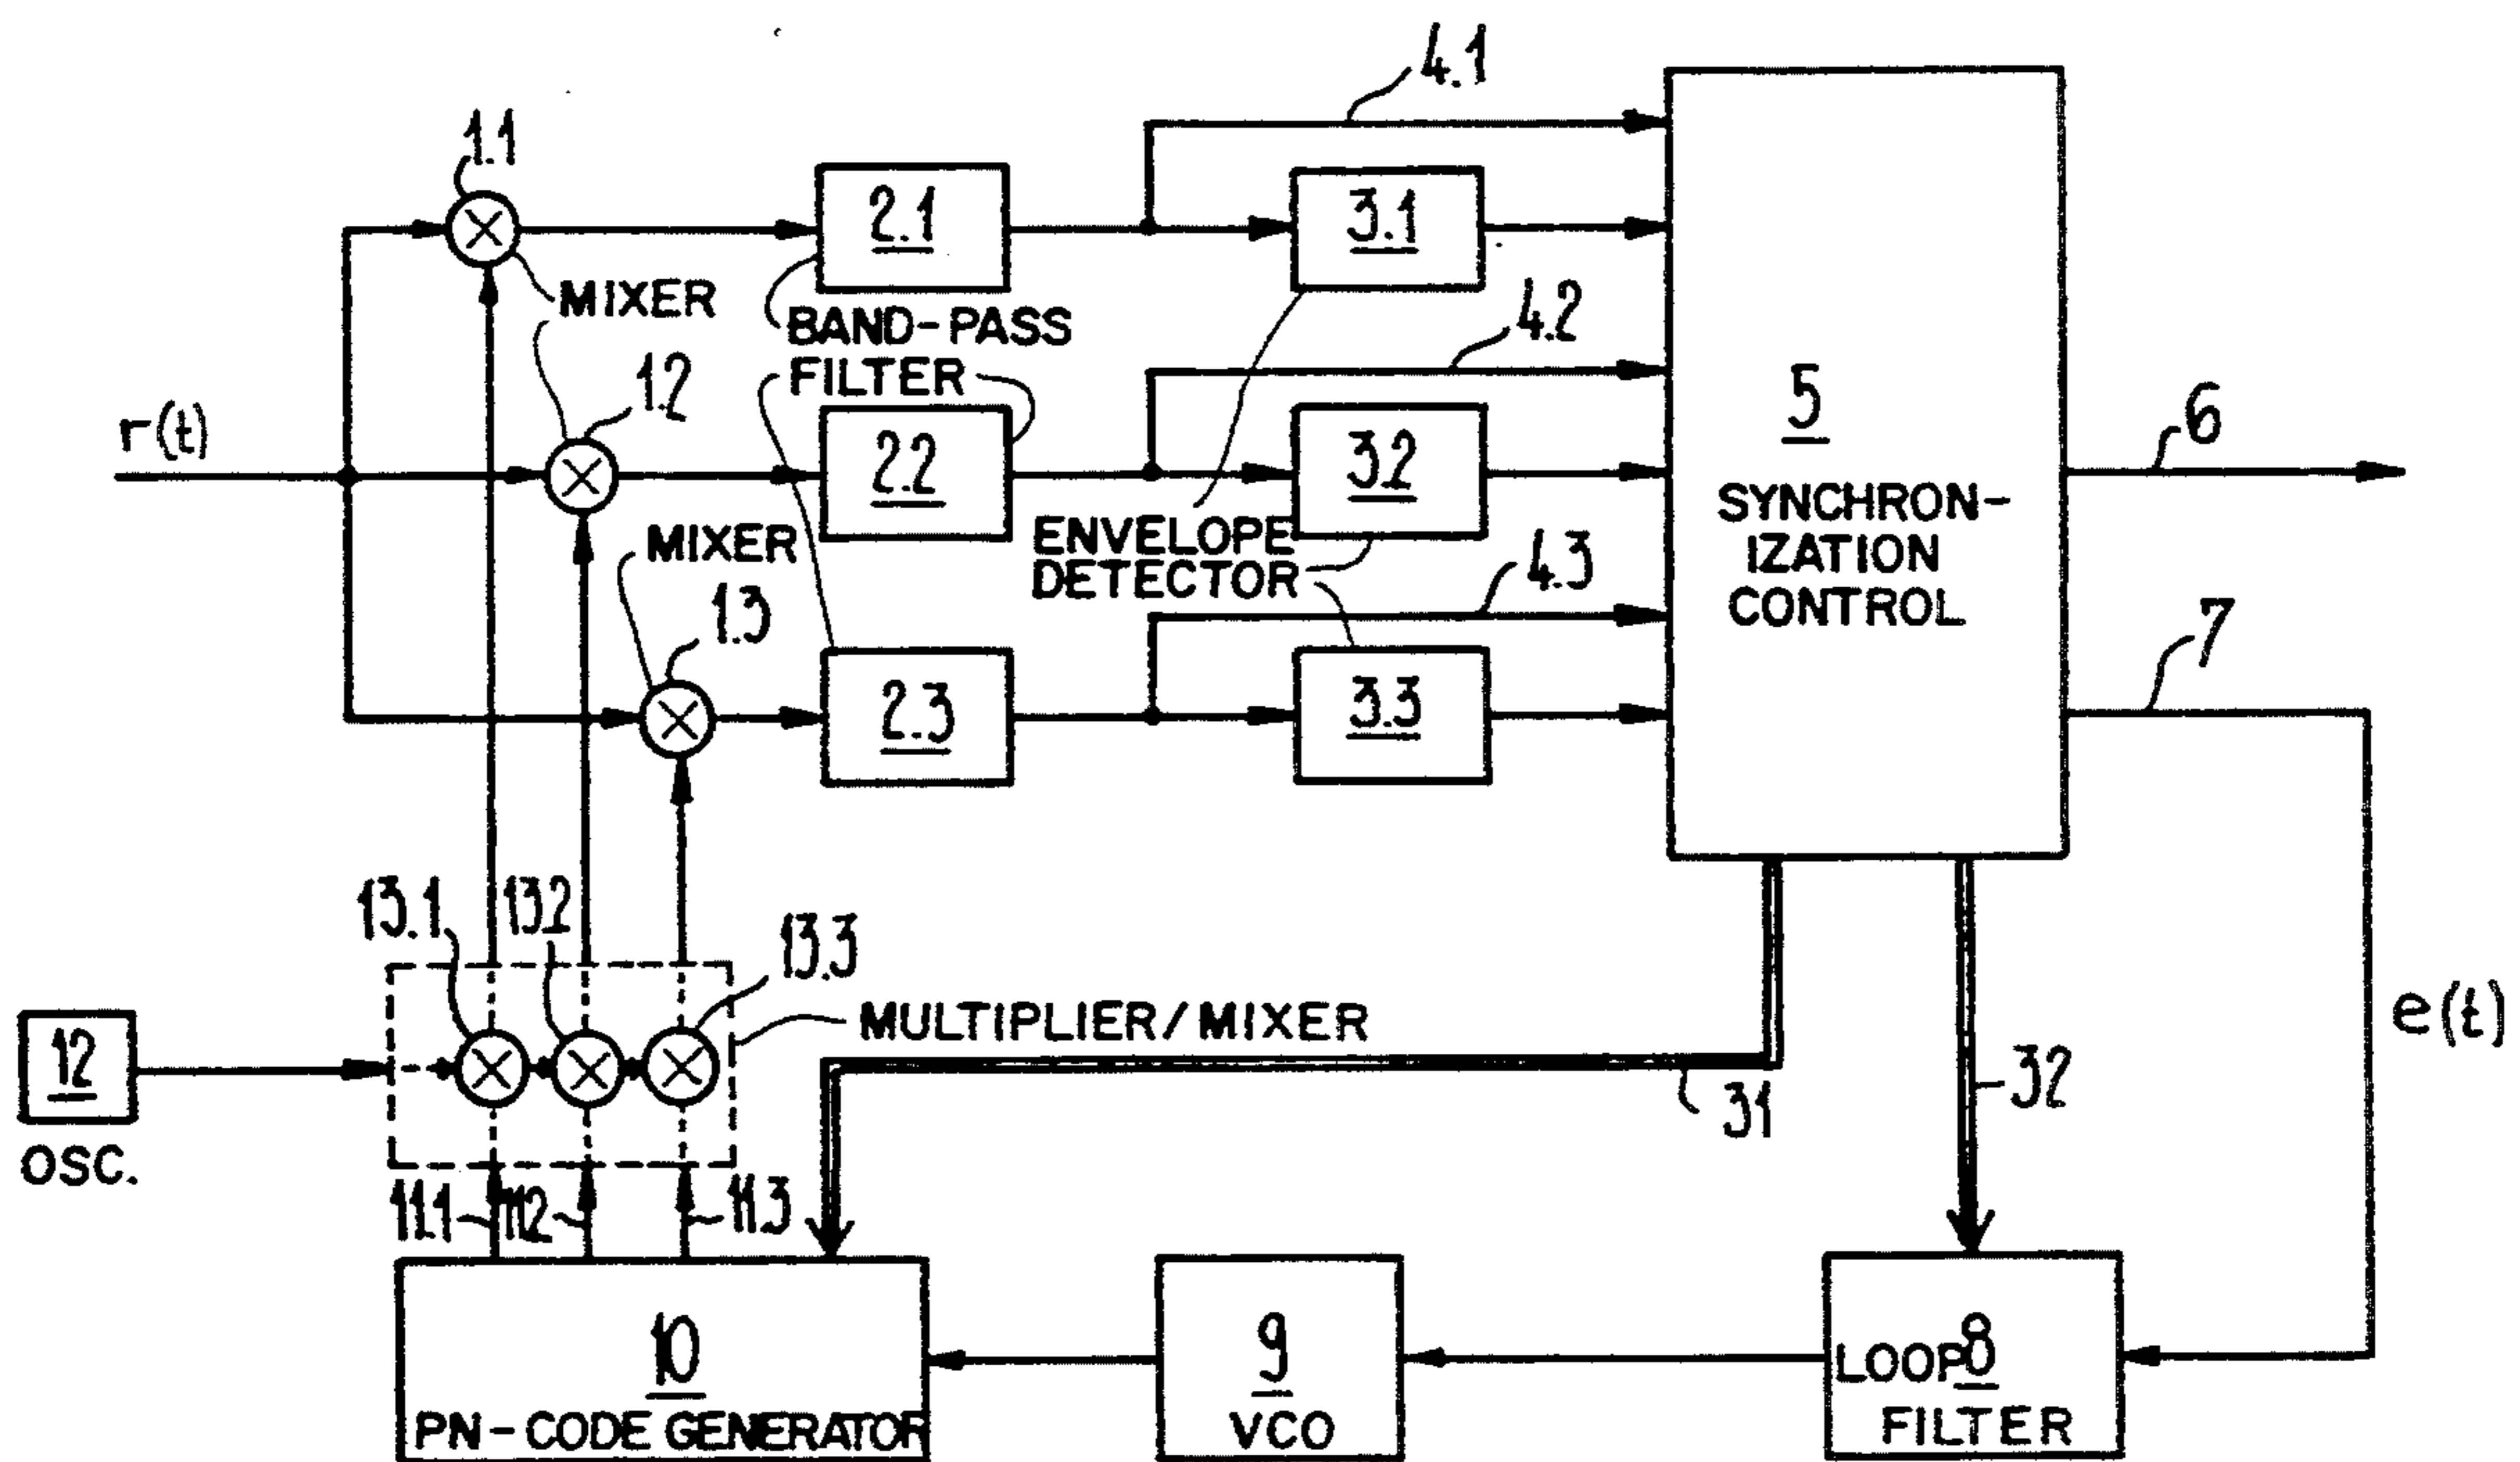 4.1
1.1
2.1
3.1
MIXER
BAND-PASS
FILTER
4.2
1.2
r(t)
2.2
3.2
5
6
SYNCHRON-
IZATION
CONTROL
MIXER
ENVELOPE
DETECTOR
4.3
1.3
7
2.3
3.3
13.1
13.2
13.3
MULTIPLIER/MIXER
12
OSC.
e(t)
31
32
11.1
11.2
11.3
10
PN-CODE GENERATOR
9
VCO
LOOP 8
FILTER